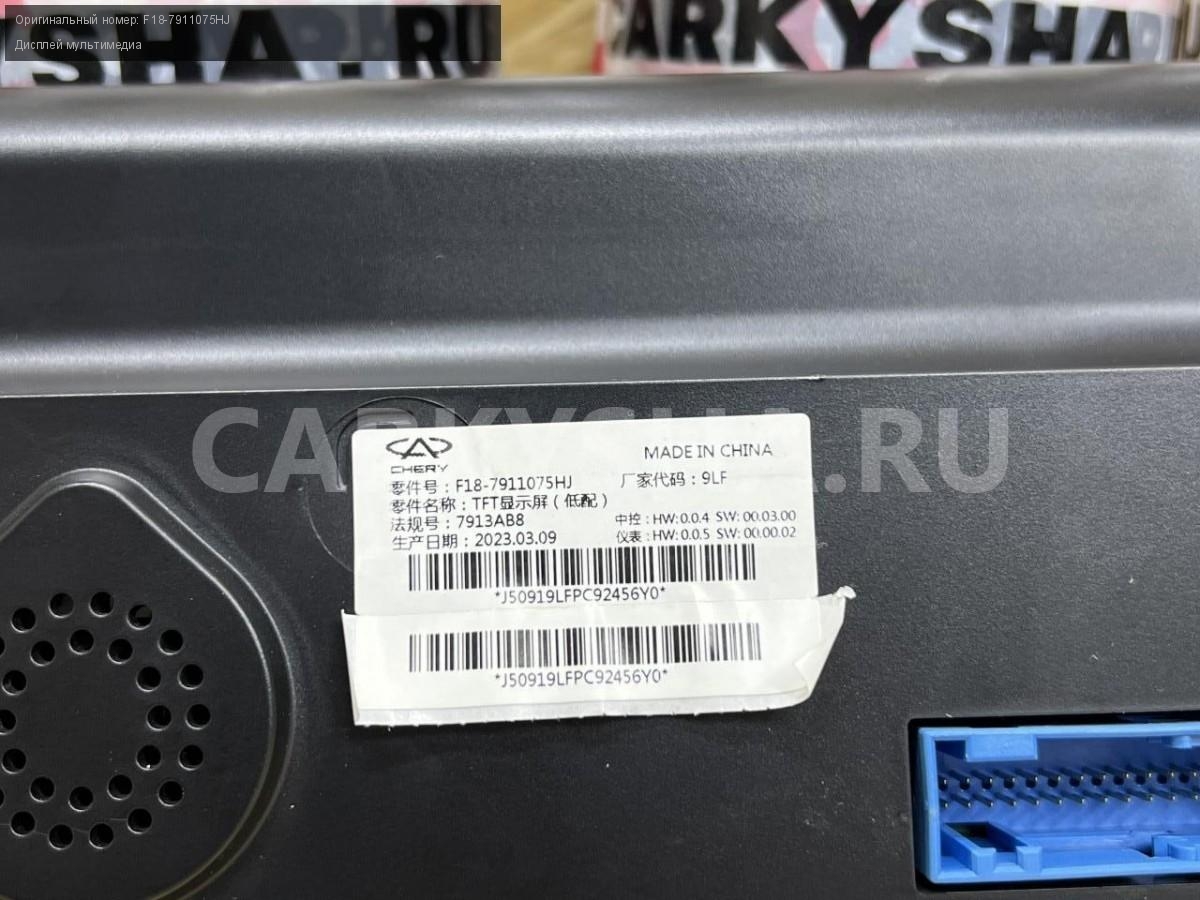 Оригинальный номер: F18-7911075HJ
Дисплей мультимедиа
SHA.RU
ARKYSHA
CARKYSHA.RU
CHERY
MADE IN CHINA
零件号：F18-7911075HJ
厂家代码：9LF
零件名称：TFT显示屏（低配）
法规号：7913AB8
中控：HW:0.0.4 SW: 00.03.00
生产日期：2023.03.09
仪表：HW:0.0.5 SW: 00.00.02
*J50919LFPC92456Y0*
*J50919LFPC92456Y0*